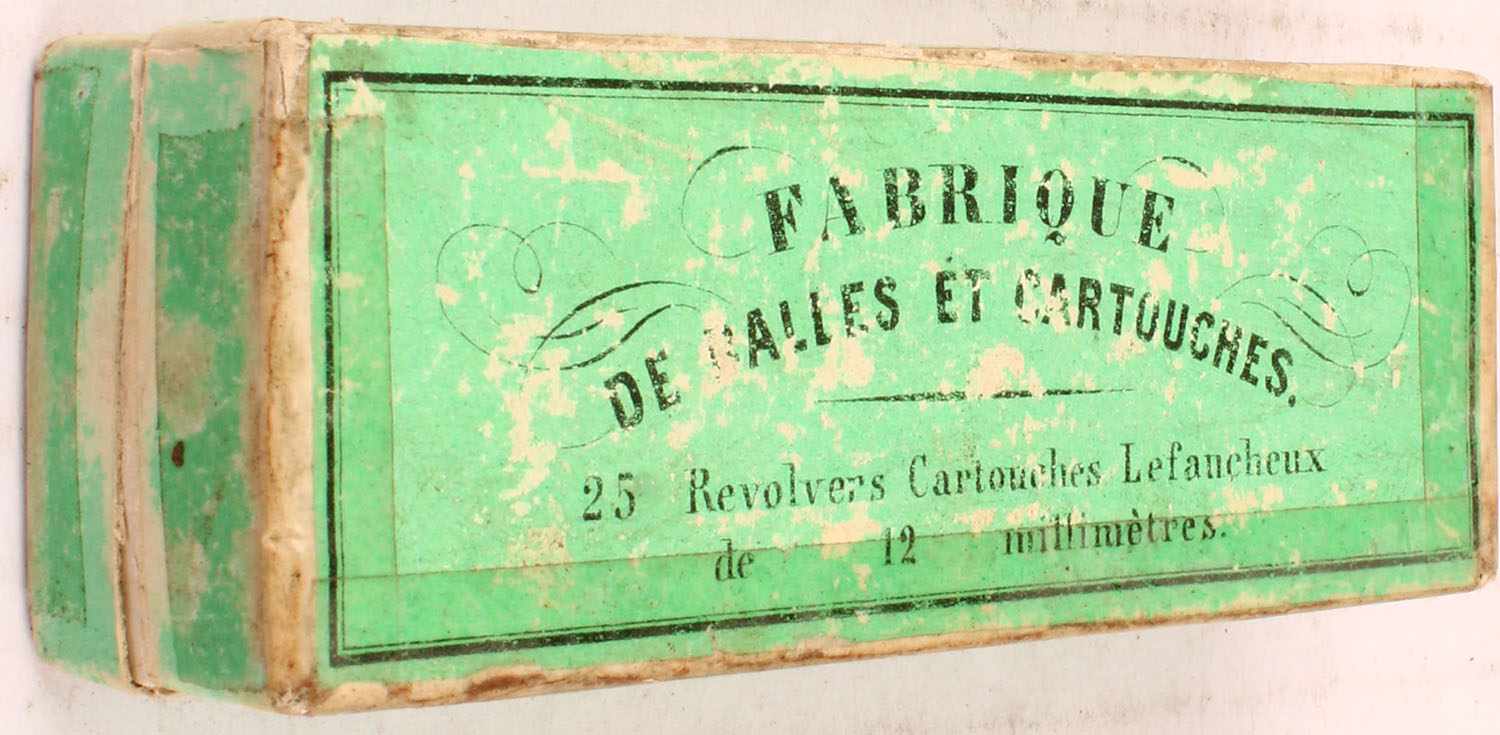 FABRIQUE
DE BALLES ET CARTOUCHES.
25 Revolvers Cartouches Lefaucheux
de 12 millimètres.